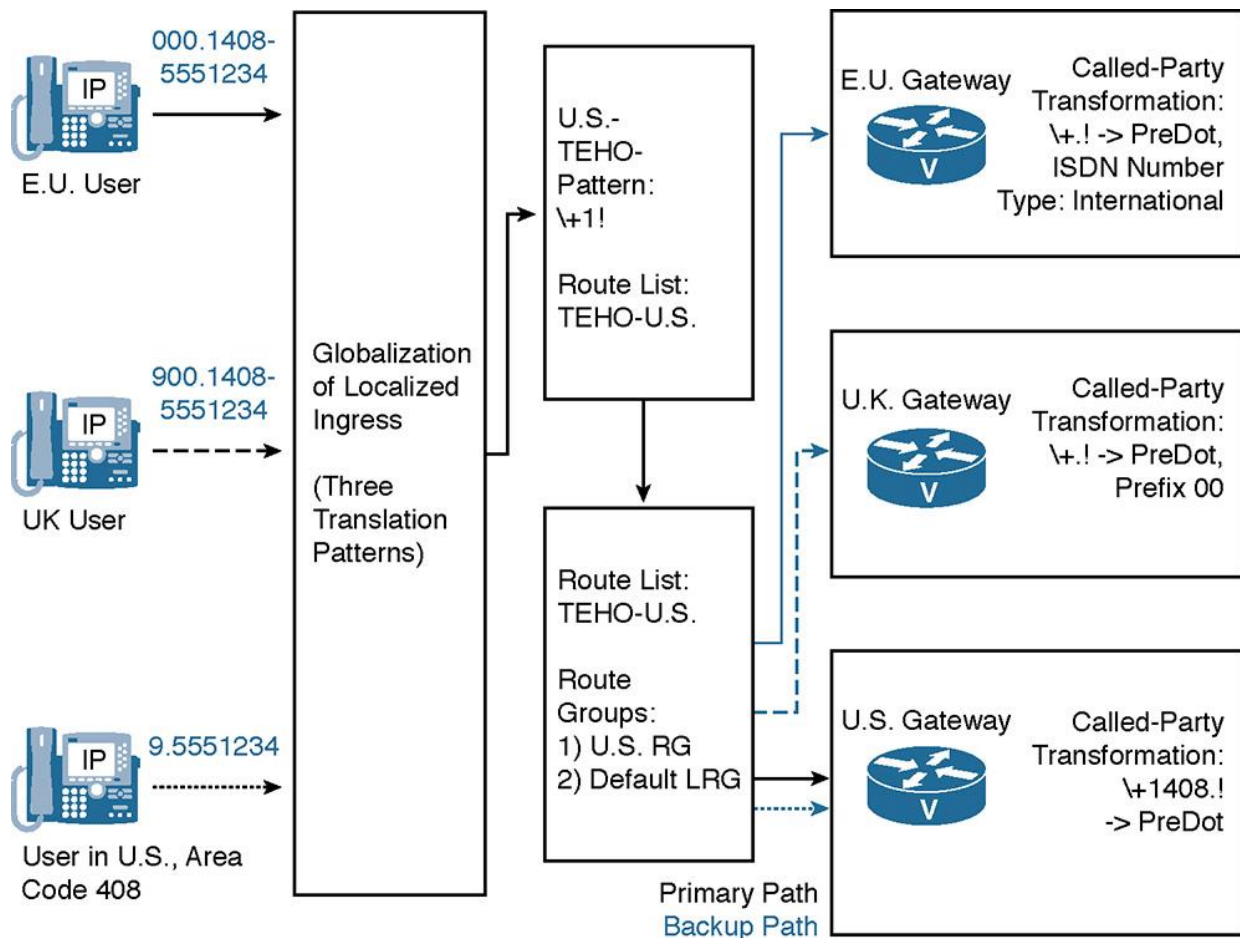 000.1408-
5551234
IP
E.U. User
900.1408-
5551234
IP
UK User
9.5551234
IP
User in U.S., Area
Code 408
Globalization
of Localized
Ingress
(Three
Translation
Patterns)
U.S.-
TEHO-
Pattern:
\+1!
Route List:
TEHO-U.S.
Route List:
TEHO-U.S.
Route
Groups:
1) U.S. RG
2) Default LRG
Primary Path
Backup Path
E.U. Gateway
V
Called-Party
Transformation:
\+.! -> PreDot,
ISDN Number
Type: International
U.K. Gateway
V
Called-Party
Transformation:
\+.! -> PreDot,
Prefix 00
U.S. Gateway
V
Called-Party
Transformation:
\+1408.!
-> PreDot